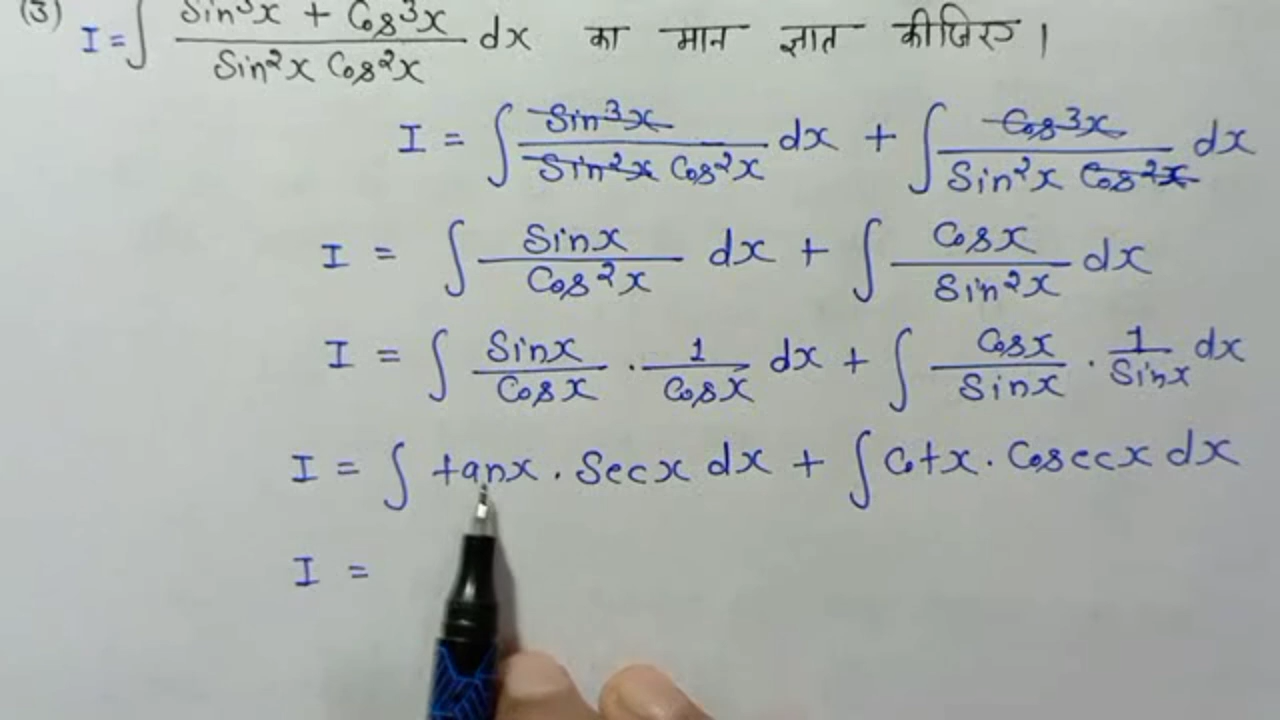 (3) I = ∫ Sin³x + Cos³x / Sin²x Cos²x dx का मान ज्ञात कीजिए।
I = ∫ Sin³x / Sin²x Cos²x dx + ∫ Cos³x / Sin²x Cos²x dx
I = ∫ Sinx / Cos²x dx + ∫ Cosx / Sin²x dx
I = ∫ Sinx / Cosx · 1 / Cosx dx + ∫ Cosx / Sinx · 1 / Sinx dx
I = ∫ tanx · Secx dx + ∫ Cotx · Cosecx dx
I =